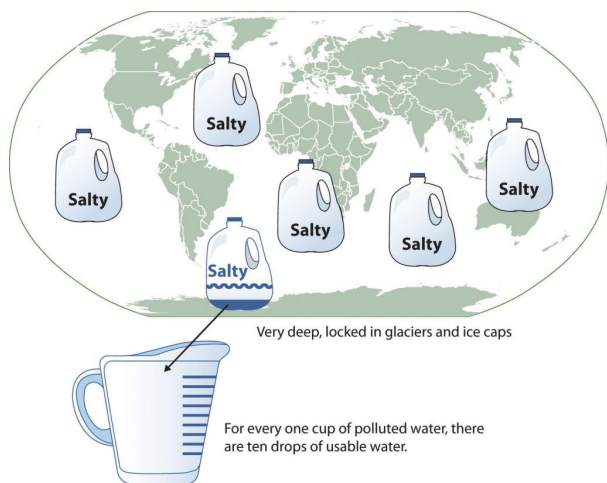 Salty
Salty
Salty
Salty
Salty
Salty
Very deep, locked in glaciers and ice caps
For every one cup of polluted water, there
are ten drops of usable water.